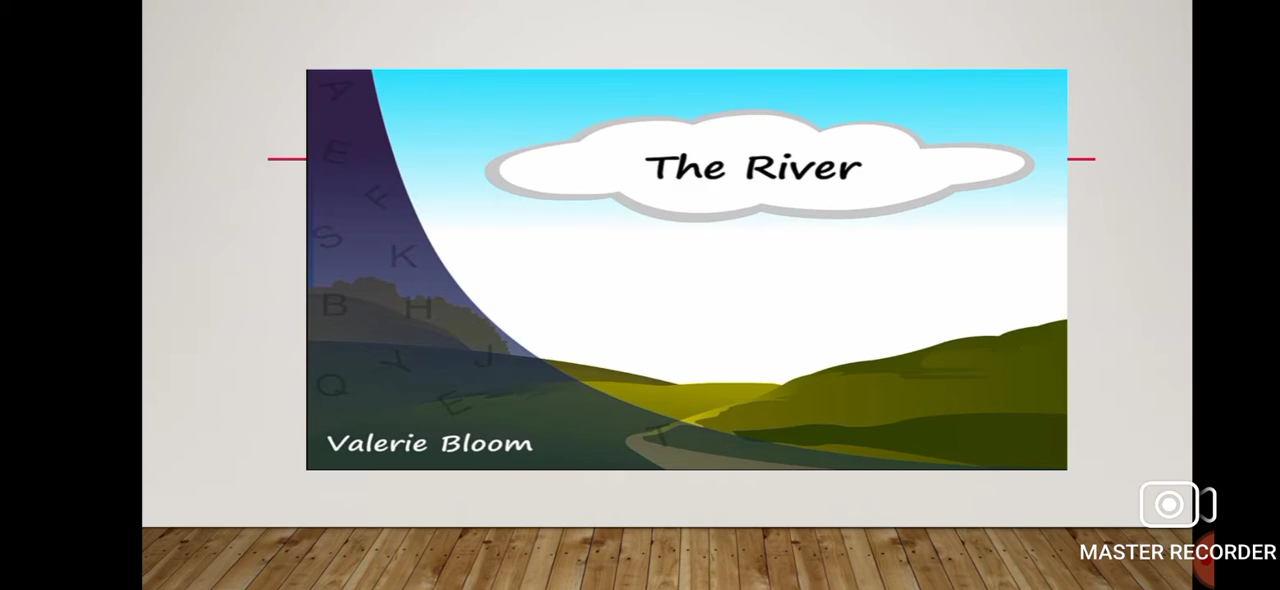 The River
A
E
F
S
K
B
H
Y
J
Q
E
T
Valerie Bloom
MASTER RECORDER